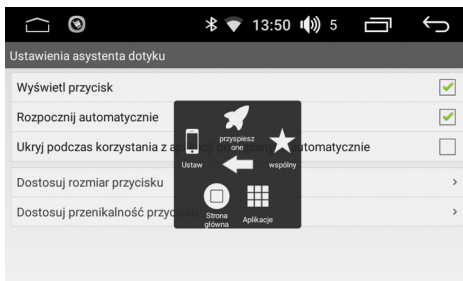 13:50 5
Ustawienia asystenta dotyku
Wyświetl przycisk
Rozpocznij automatycznie
Ukryj podczas korzystania z automatycznie
Dostosuj rozmiar przycisku
Dostosuj przenikalność przycisku
przyspiesz
one
Ustaw
wspólny
Strona
główna
Aplikacje